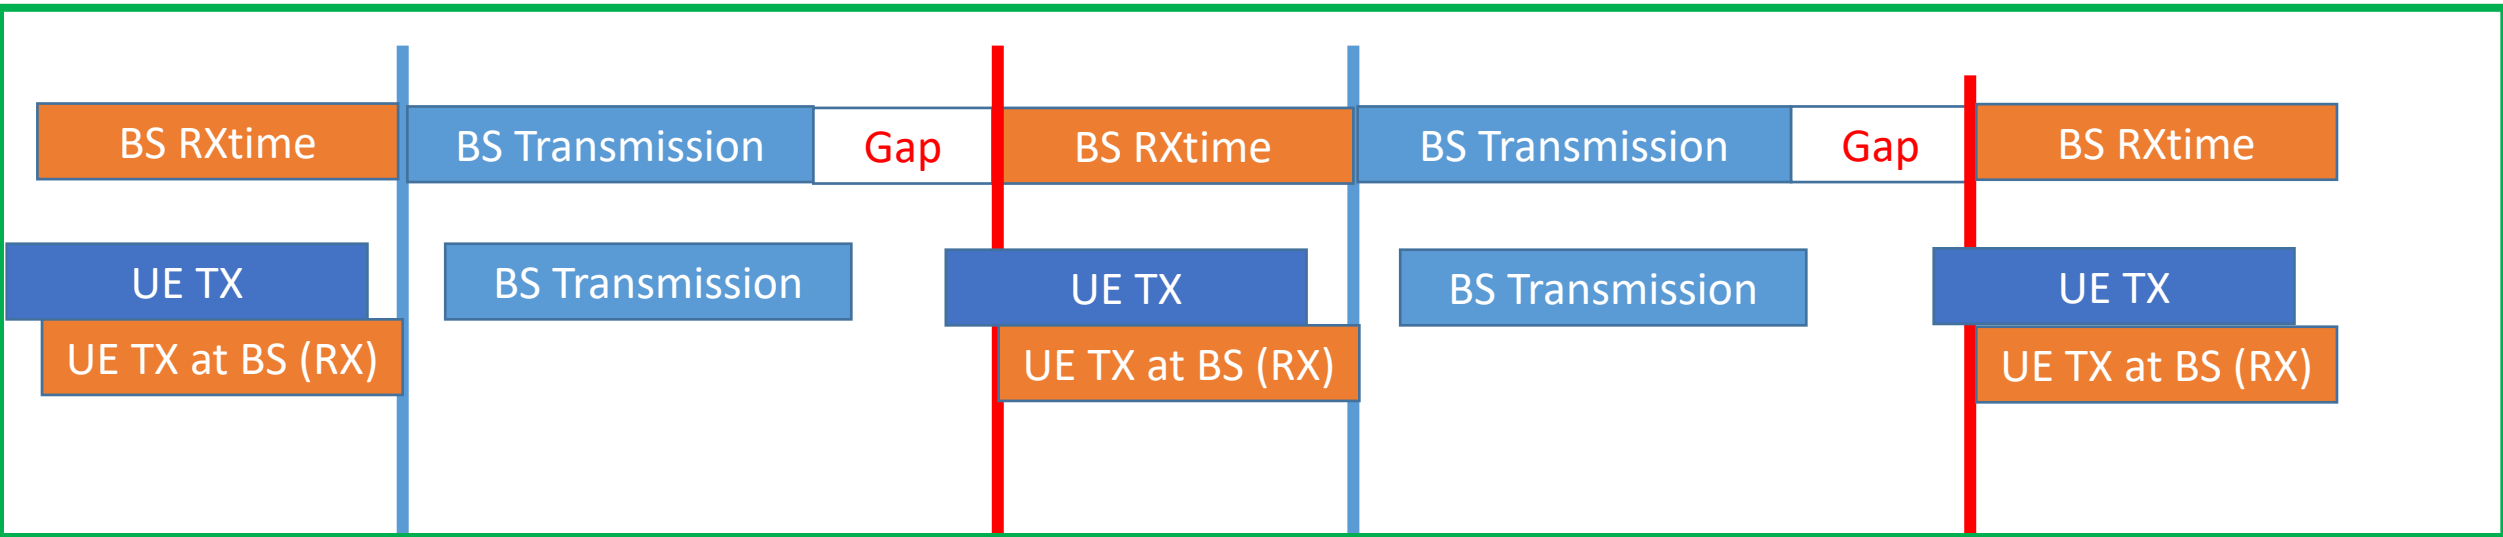 BS RXtime
BS Transmission
Gap
BS RXtime
BS Transmission
Gap
BS RXtime
UE TX
BS Transmission
UE TX
BS Transmission
UE TX
UE TX at BS (RX)
UE TX at BS (RX)
UE TX at BS (RX)